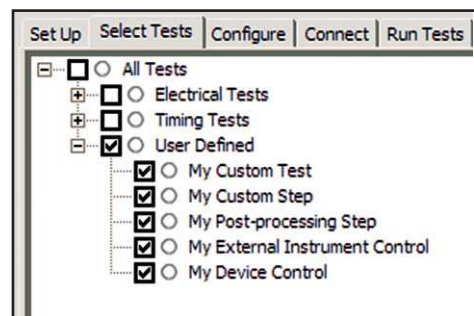 Set Up Select Tests Configure Connect Run Tests
All Tests
Electrical Tests
Timing Tests
User Defined
My Custom Test
My Custom Step
My Post-processing Step
My External Instrument Control
My Device Control